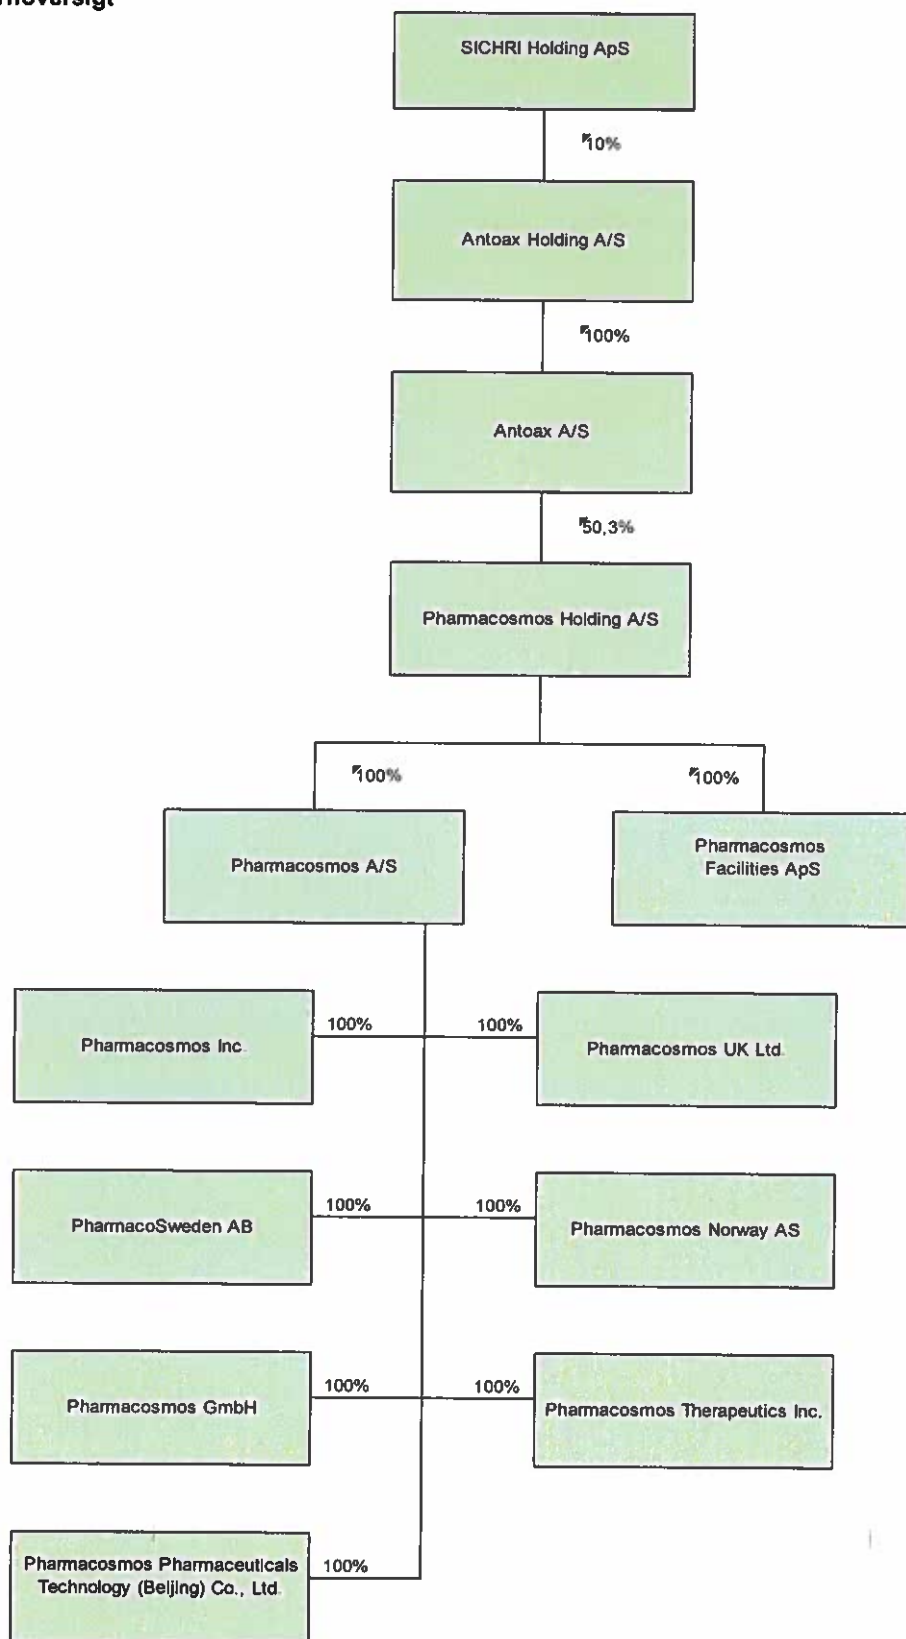 SICHRI Holding ApS
10%
Antoax Holding A/S
100%
Antoax A/S
50,3%
Pharmacosmos Holding A/S
100%
100%
Pharmacosmos A/S
Pharmacosmos
Facilities ApS
100%
100%
Pharmacosmos Inc.
Pharmacosmos UK Ltd.
100%
100%
PharmacoSweden AB
Pharmacosmos Norway AS
100%
100%
Pharmacosmos GmbH
Pharmacosmos Therapeutics Inc.
Pharmacosmos Pharmaceuticals
Technology (Beijing) Co., Ltd.
100%